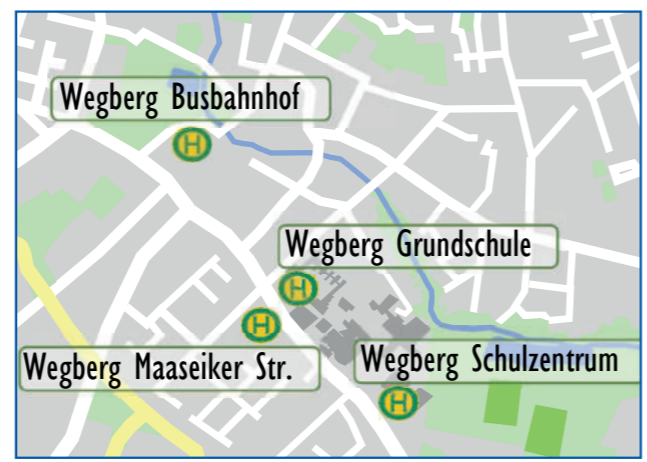 Wegberg Busbahnhof
H
Wegberg Grundschule
H
H
Wegberg Maaseiker Str.
Wegberg Schulzentrum
H